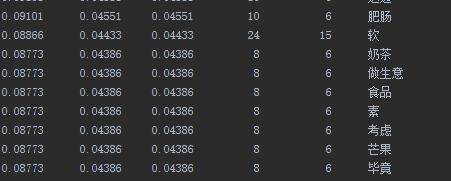 0.09101 0.04551 0.04551 10 6 肥肠
0.08866 0.04433 0.04433 24 15 软
0.08773 0.04386 0.04386 8 6 奶茶
0.08773 0.04386 0.04386 8 6 做生意
0.08773 0.04386 0.04386 8 6 食品
0.08773 0.04386 0.04386 8 6 素
0.08773 0.04386 0.04386 8 6 考虑
0.08773 0.04386 0.04386 8 6 芒果
0.08773 0.04386 0.04386 8 6 毕竟